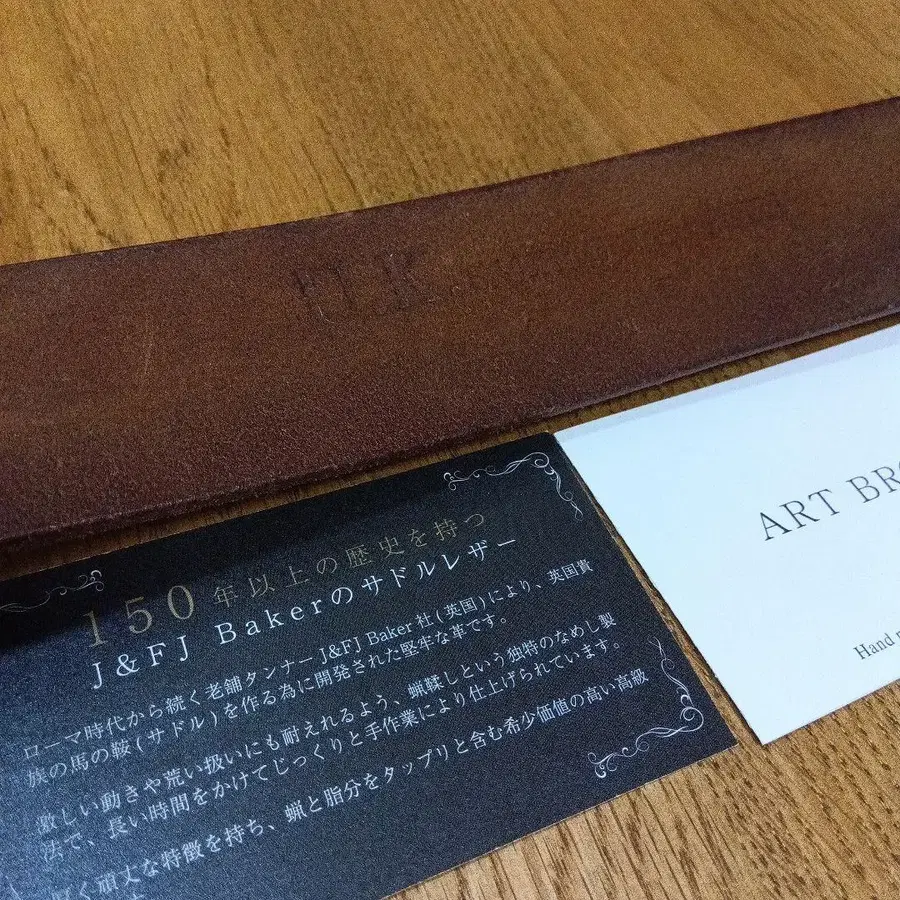 K
150年以上の歴史を持つ
J&FJ Bakerのサドルレザー
ローマ時代から続く老舗タンナーJ&FJ Baker社(英国)により、英国貴
族の馬の鞍(サドル)を作る為に開発された堅牢な革です。
激しい動きや荒い扱いにも耐えれるよう、蝋鞣しという独特のなめし製
法で、長い時間をかけてじっくりと手作業により仕上げられています。
頑丈な特徴を持ち、蝋と脂分をタップリと含む希少価値の高い高級
ART
Hand